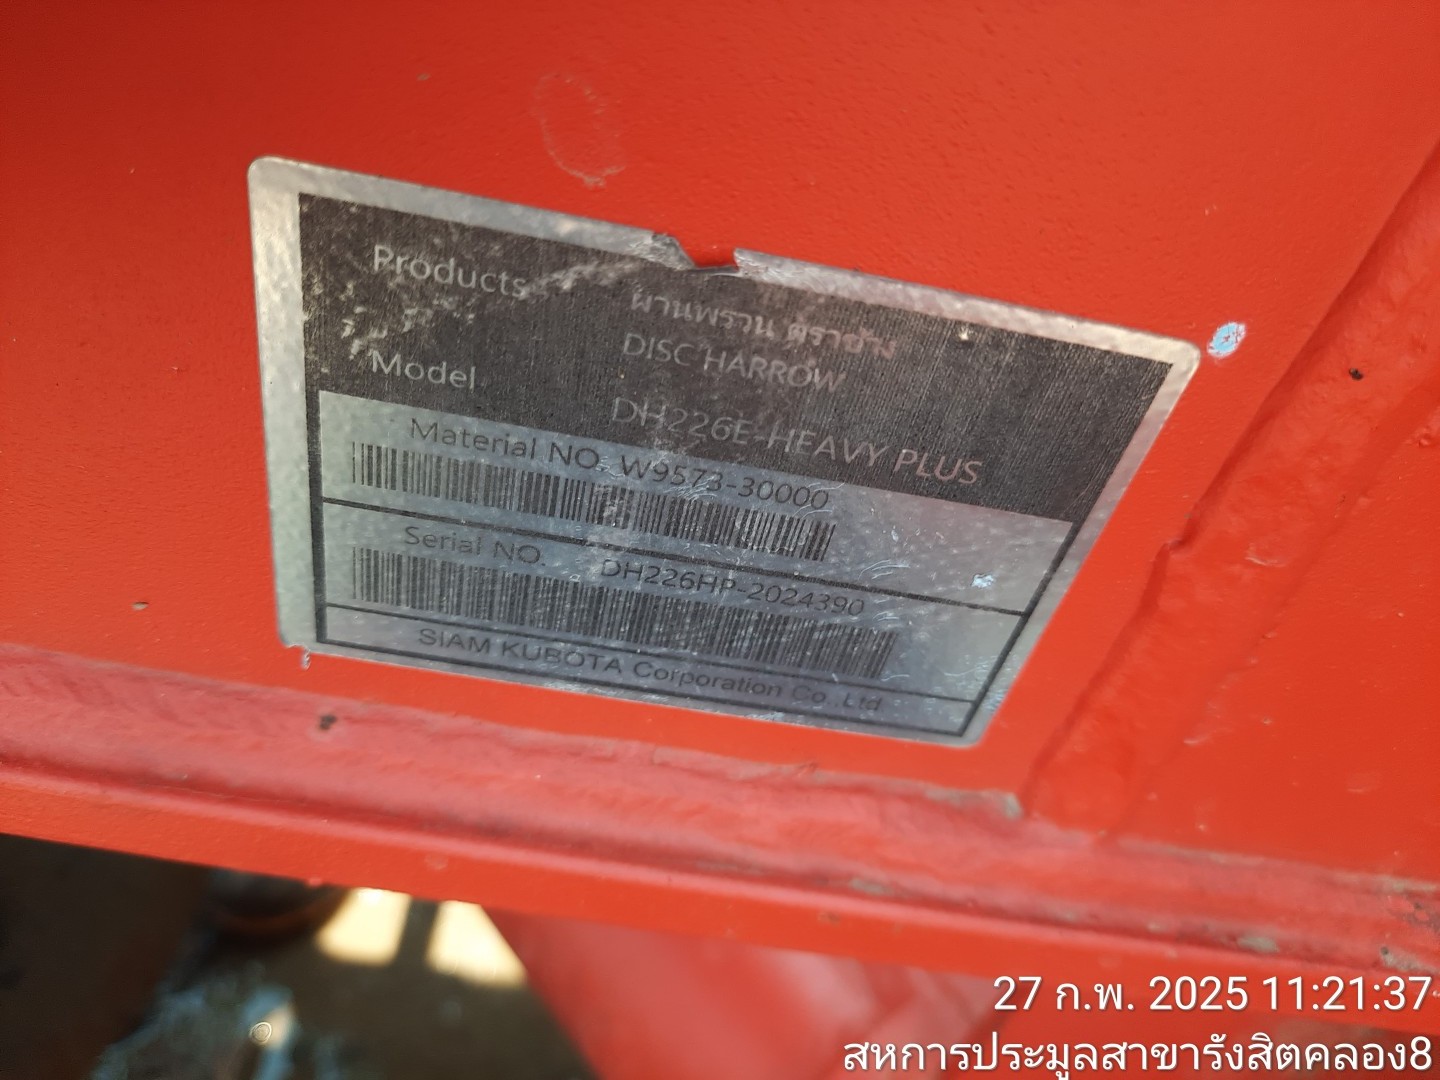 Products
ผานพรวน ตราช้าง
DISC HARROW
Model
DH226E-HEAVY PLUS
Material NO. W9573-30000
Serial NO. DH226HP-2024390
SIAM KUBOTA Corporation Co.,Ltd
27 ก.พ. 2025 11:21:37
สหการประมูลสาขารังสิตคลอง8